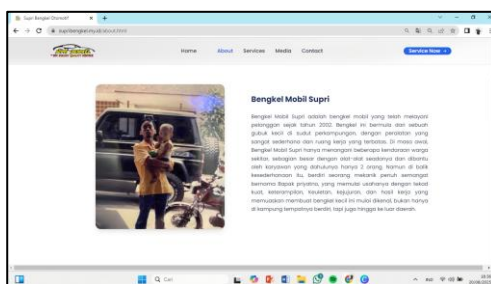 Supri Bengkel Otomotif
supribengkel.my.id/about.html
Home About Services Media Contact Service Now →
Bengkel Mobil Supri
Bengkel Mobil Supri adalah bengkel mobil yang telah melayani
pelanggan sejak tahun 2002. Bengkel ini bermula dari sebuah
gubuk kecil di sudut perkampungan, dengan peralatan yang
sangat sederhana dan ruang kerja yang terbatas. Di masa awal,
Bengkel Mobil Supri hanya menangani beberapa kendaraan warga
sekitar, sebagian besar dengan alat-alat seadanya dan dibantu
oleh karyawan yang dahulunya hanya 2 orang. Namun di balik
kesederhanaan itu, berdiri seorang mekanik penuh semangat
bernama Bapak priyatno, yang memulai usahanya dengan tekad
kuat, keterampilan, keuletan, kejujuran, dan hasil kerja yang
memuaskan membuat bengkel kecil ini mulai dikenal, bukan hanya
di kampung tempatnya berdiri, tapi juga hingga ke luar daerah.
Cari